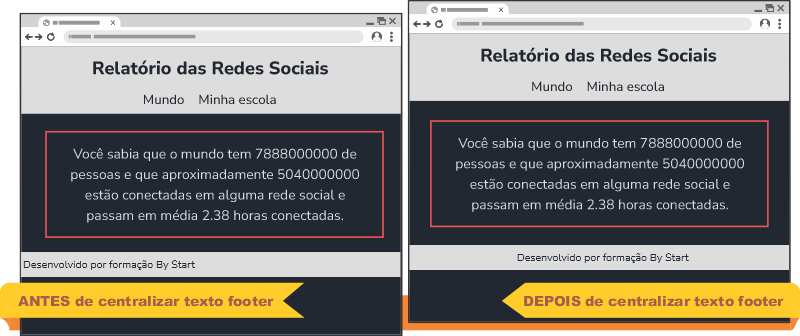 Relatório das Redes Sociais
Mundo Minha escola
Você sabia que o mundo tem 7888000000 de
pessoas e que aproximadamente 5040000000
estão conectadas em alguma rede social e
passam em média 2.38 horas conectadas.
Desenvolvido por formação By Start
ANTES de centralizar texto footer
Relatório das Redes Sociais
Mundo Minha escola
Você sabia que o mundo tem 7888000000 de
pessoas e que aproximadamente 5040000000
estão conectadas em alguma rede social e
passam em média 2.38 horas conectadas.
Desenvolvido por formação By Start
DEPOIS de centralizar texto footer